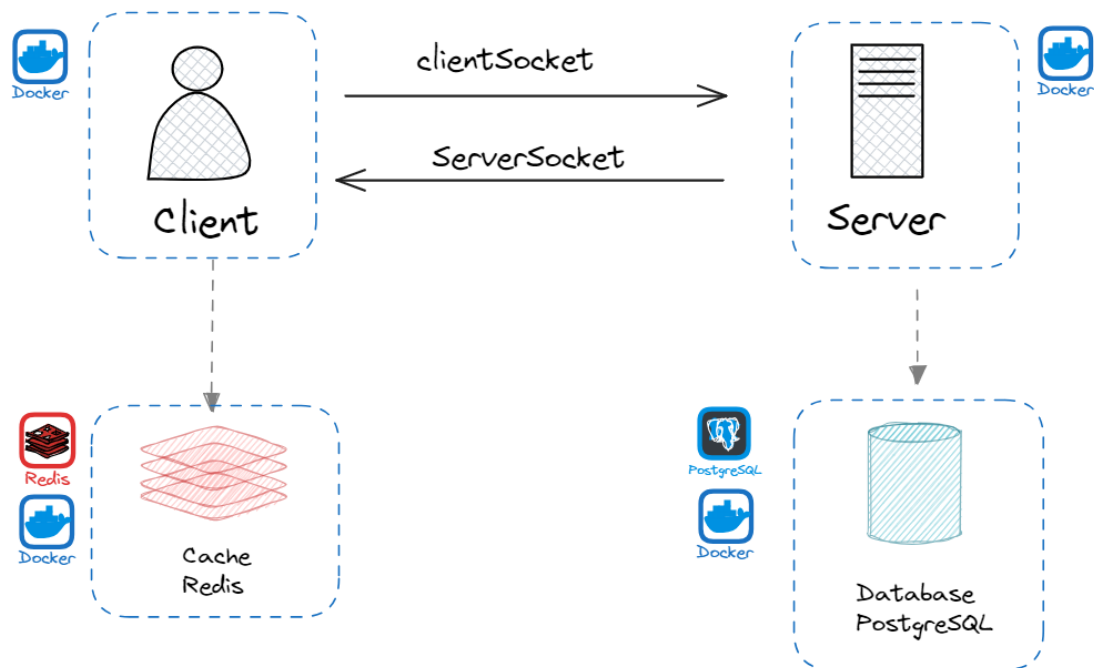 Docker
clientSocket
Docker
ServerSocket
Client
Server
Redis
Docker
Cache
Redis
PostgreSQL
Docker
Database
PostgreSQL